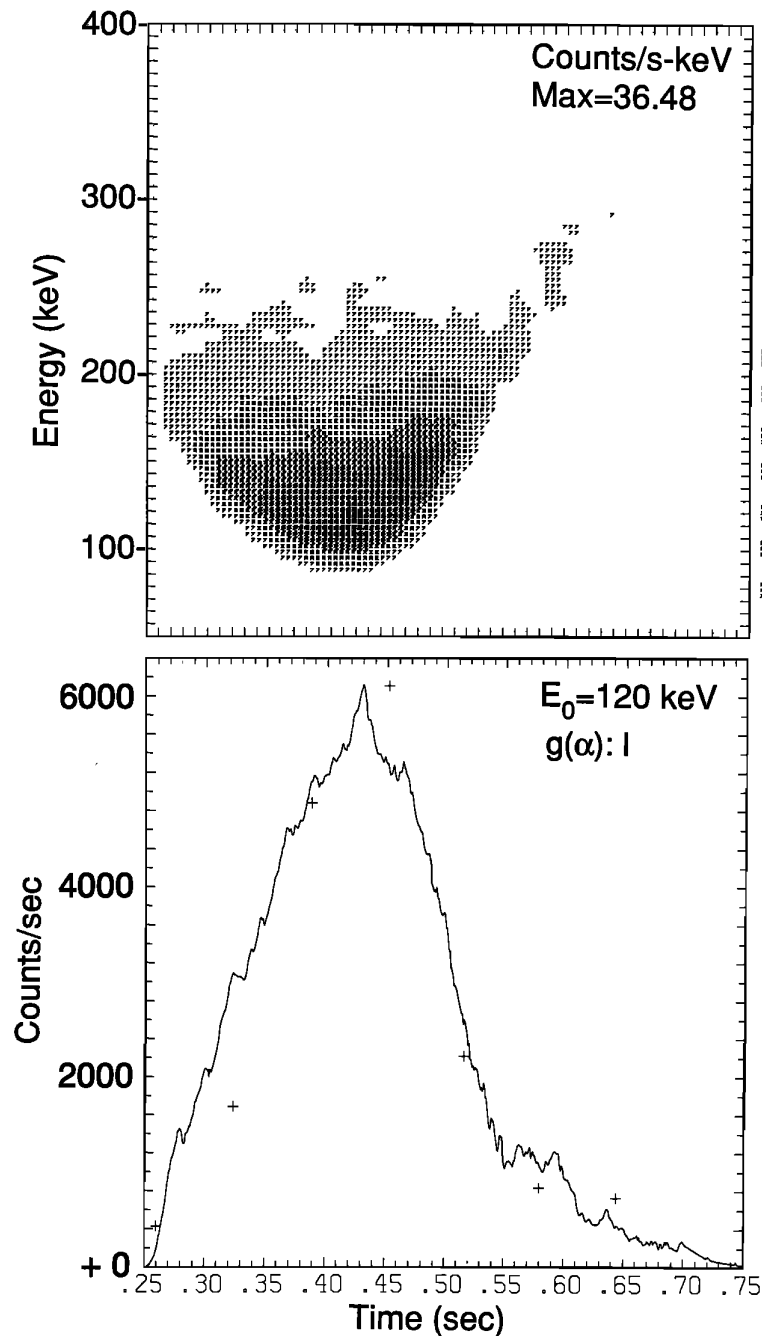 400
Counts/s-keV
Max=36.48
300
200
100
Energy (keV)
6000
E₀=120 keV
g(α): I
4000
2000
+ 0
Counts/sec
.25 .30 .35 .40 .45 .50 .55 .60 .65 .70 .75
Time (sec)